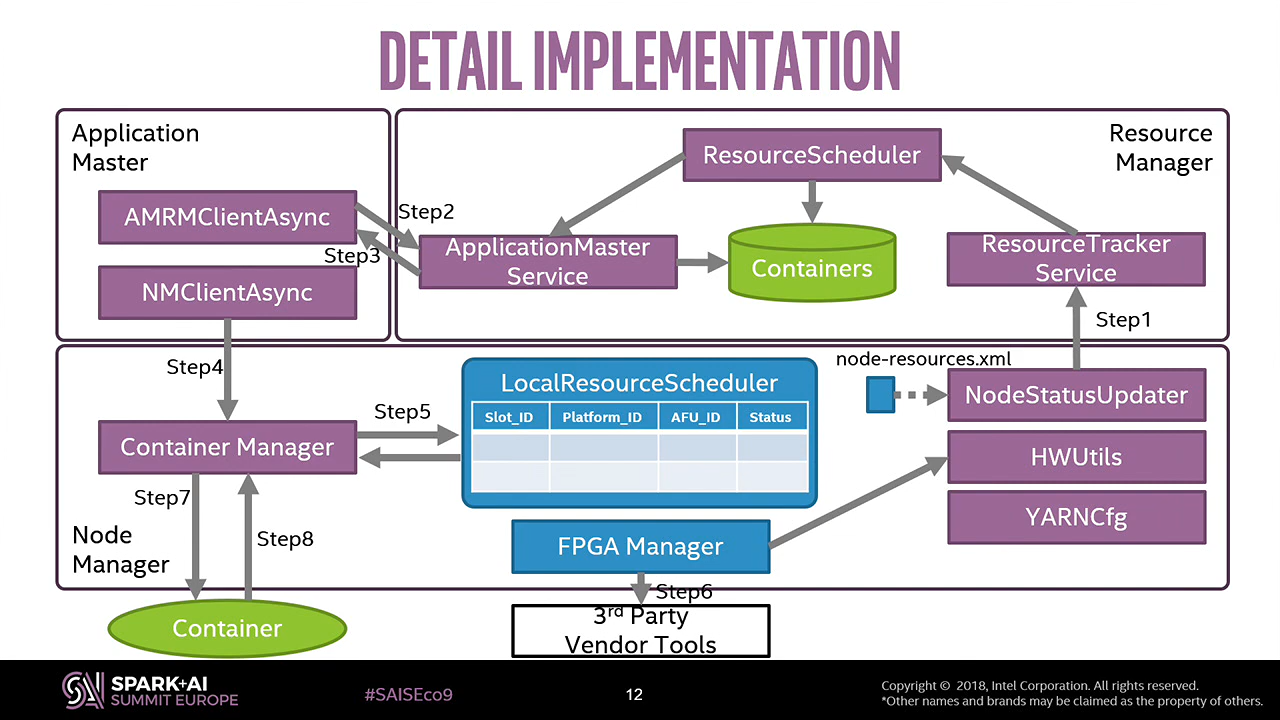 DETAIL IMPLEMENTATION
Application
Master
AMRMClientAsync
NMClientAsync
Step2
Step3
Resource
Manager
ResourceScheduler
ApplicationMaster
Service
Containers
ResourceTracker
Service
Step1
Step4
node-resources.xml
NodeStatusUpdater
HWUtils
YARNCfg
LocalResourceScheduler
Slot_ID Platform_ID AFU_ID Status
Step5
Container Manager
Step7
Step8
Node
Manager
FPGA Manager
Step6
3rd Party
Vendor Tools
Container
SPARK+AI
SUMMIT EUROPE
#SAISEco9
12
Copyright © 2018, Intel Corporation. All rights reserved.
*Other names and brands may be claimed as the property of others.